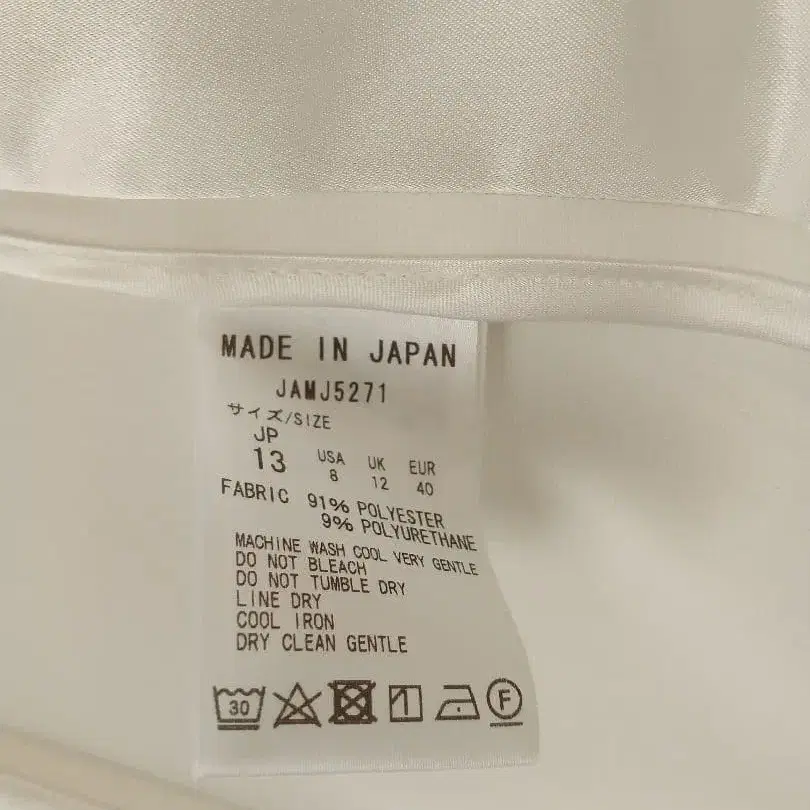 MADE IN JAPAN
JAMJ5271
サイズ/SIZE
JP USA UK EUR
13 8 12 40
FABRIC 91% POLYESTER
9% POLYURETHANE
MACHINE WASH COOL VERY GENTLE
DO NOT BLEACH
DO NOT TUMBLE DRY
LINE DRY
COOL IRON
DRY CLEAN GENTLE
30 F